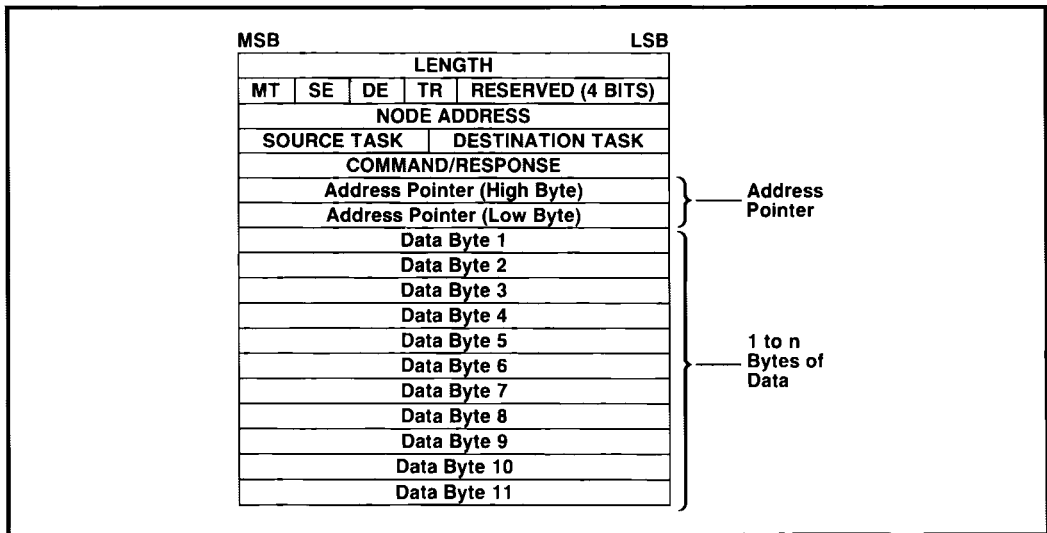 MSB LSB
LENGTH
MT SE DE TR RESERVED (4 BITS)
NODE ADDRESS
SOURCE TASK DESTINATION TASK
COMMAND/RESPONSE
Address Pointer (High Byte)
Address Pointer (Low Byte)
Address
Pointer
Data Byte 1
Data Byte 2
Data Byte 3
Data Byte 4
Data Byte 5
Data Byte 6
Data Byte 7
Data Byte 8
Data Byte 9
Data Byte 10
Data Byte 11
1 to n
Bytes of
Data